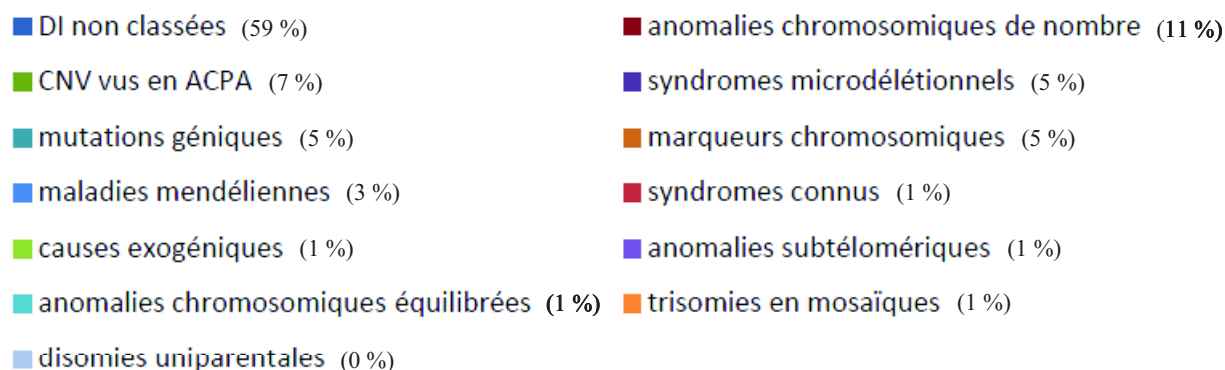 DI non classées (59 %)
anomalies chromosomiques de nombre (11 %)
CNV vus en ACPA (7 %)
syndromes microdélétionnels (5 %)
mutations géniques (5 %)
marqueurs chromosomiques (5 %)
maladies mendéliennes (3 %)
syndromes connus (1 %)
causes exogéniques (1 %)
anomalies subtélomériques (1 %)
anomalies chromosomiques équilibrées (1 %)
trisomies en mosaïques (1 %)
disomies uniparentales (0 %)